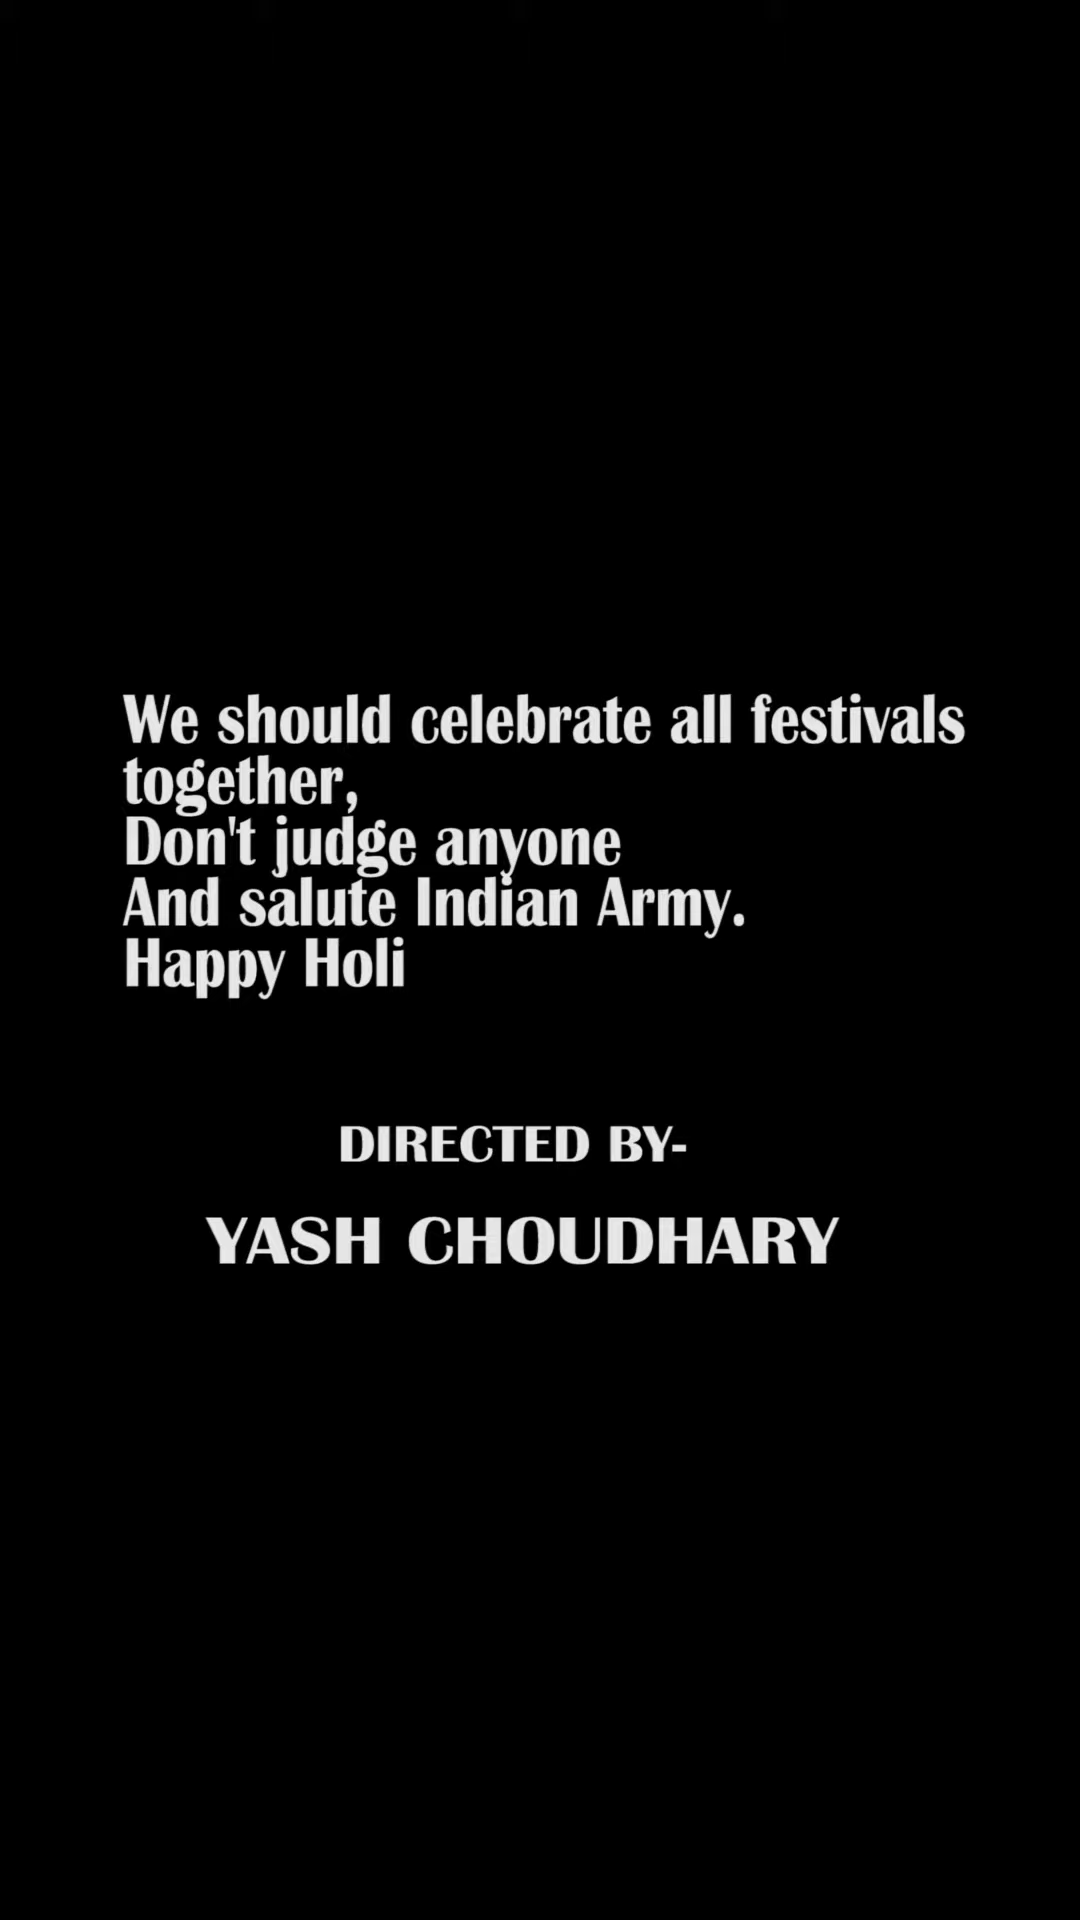 We should celebrate all festivals
together,
Don't judge anyone
And salute Indian Army.
Happy Holi
DIRECTED BY-
YASH CHOUDHARY